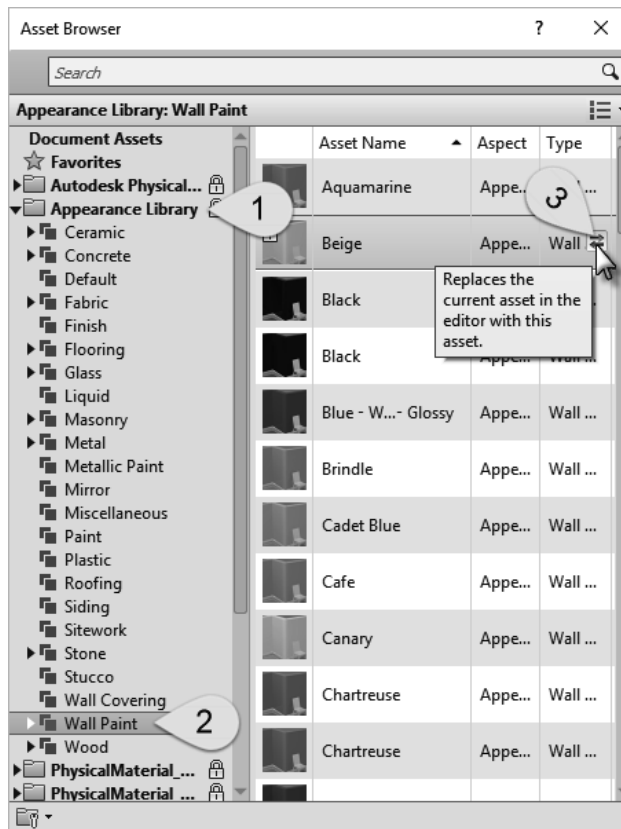 Asset Browser ? ×
Search
Appearance Library: Wall Paint
Document Assets
Favorites
Autodesk Physical...
Appearance Library
Ceramic
Concrete
Default
Fabric
Finish
Flooring
Glass
Liquid
Masonry
Metal
Metallic Paint
Mirror
Miscellaneous
Paint
Plastic
Roofing
Siding
Sitework
Stone
Stucco
Wall Covering
Wall Paint
Wood
PhysicalMaterial_...
PhysicalMaterial ...
1
2
Asset Name Aspect Type
Aquamarine Appe... ...
3
Beige Appe... Wall
Replaces the
current asset in the
editor with this
asset.
Black
Black Appe... Wall ...
Blue - W...- Glossy Appe... Wall ...
Brindle Appe... Wall ...
Cadet Blue Appe... Wall ...
Cafe Appe... Wall ...
Canary Appe... Wall ...
Chartreuse Appe... Wall ...
Chartreuse Appe... Wall ...